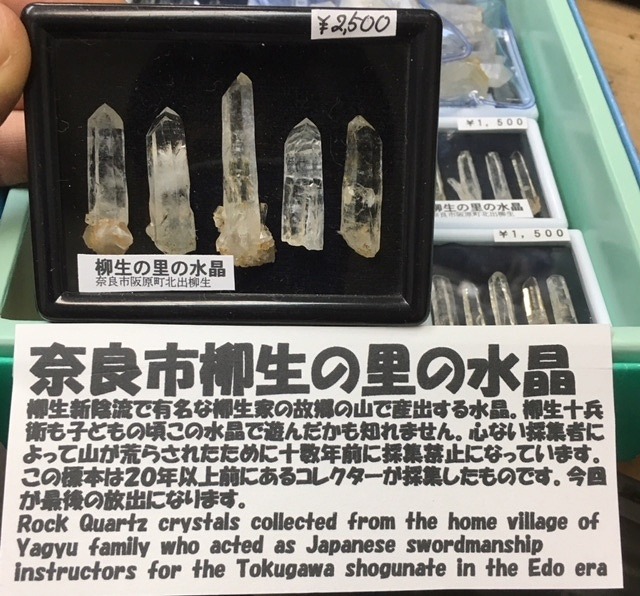 ¥2,500
¥1,500
柳生の里の水晶
奈良市阪原町北出柳生
¥1,500
柳生の里の水晶
奈良市阪原町北出柳生
奈良市柳生の里の水晶
柳生新陰流で有名な柳生家の故郷の山で産出する水晶。柳生十兵
衛も子どもの頃この水晶で遊んだかも知れません。心ない採集者に
よって山が荒らされたために十数年前に採集禁止になっています。
この標本は20年以上前にあるコレクターが採集したものです。今回
が最後の放出になります。
Rock Quartz crystals collected from the home village of
Yagyu family who acted as Japanese swordmanship
instructors for the Tokugawa shogunate in the Edo era